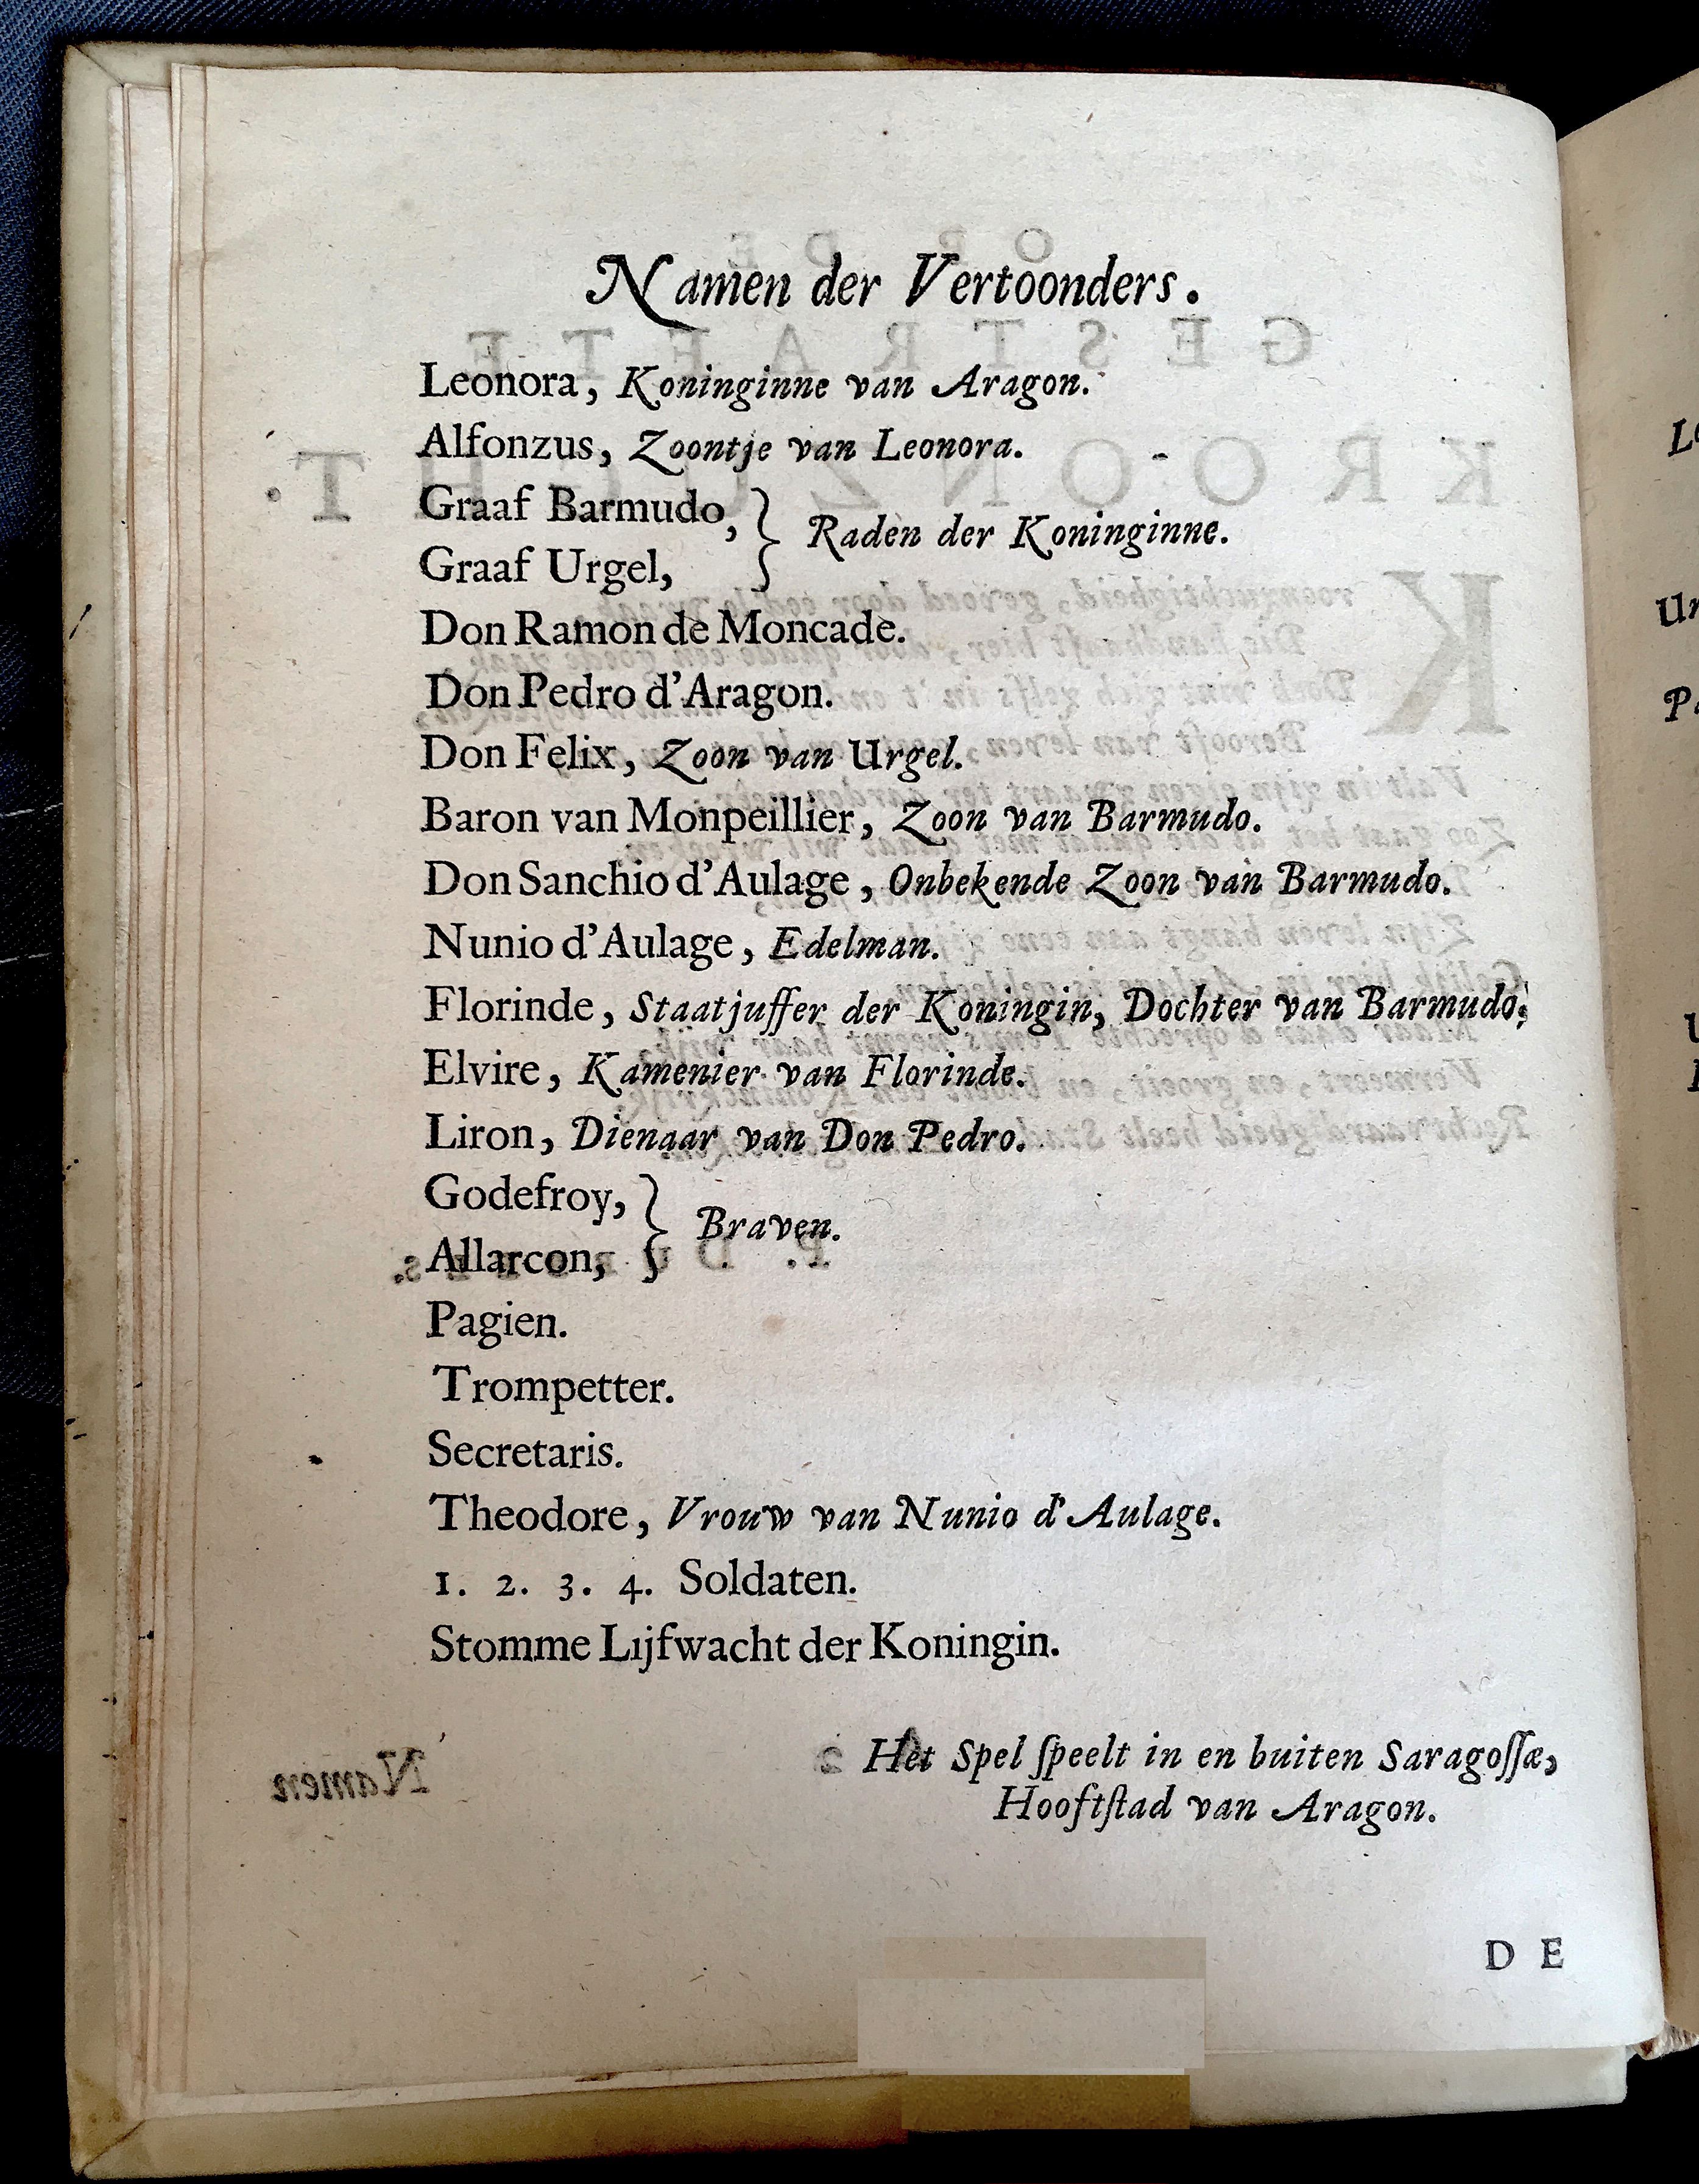 Namen der Vertoonders.
Leonora, Koninginne van Aragon.
Alfonzus, Zoontje van Leonora.
Graaf Barmudo, } Raden der Koninginne.
Graaf Urgel,
Don Ramon de Moncade.
Don Pedro d'Aragon.
Don Felix, Zoon van Urgel.
Baron van Monpeillier, Zoon van Barmudo.
Don Sanchio d'Aulage, Onbekende Zoon van Barmudo.
Nunio d'Aulage, Edelman.
Florinde, Staatjuffer der Koningin, Dochter van Barmudo.
Elvire, Kamenier van Florinde.
Liron, Dienaar van Don Pedro.
Godefroy, } Braven.
Allarcon,
Pagien.
Trompetter.
Secretaris.
Theodore, Vrouw van Nunio d'Aulage.
1. 2. 3. 4. Soldaten.
Stomme Lijfwacht der Koningin.
Het Spel ſpeelt in en buiten Saragoſſæ,
Hooftſtad van Aragon.
DE